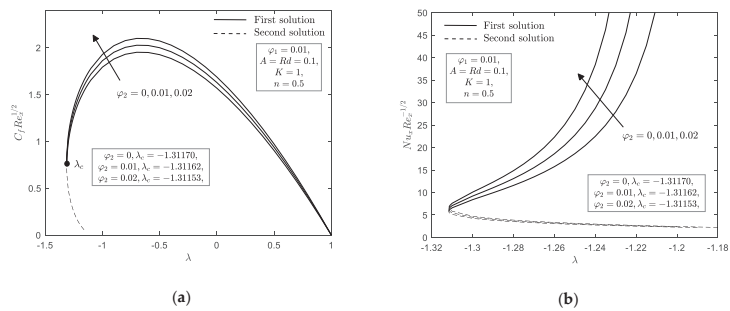 First solution
Second solution
φ₁ = 0.01,
A = Rd = 0.1,
K = 1,
n = 0.5
φ₂ = 0, 0.01, 0.02
λc
φ₂ = 0, λc = −1.31170,
φ₂ = 0.01, λc = −1.31162,
φ₂ = 0.02, λc = −1.31153,
CfRex^1/2
2
1.5
1
0.5
0
-1.5
-1
-0.5
0
0.5
1
λ
(a)
First solution
Second solution
φ₁ = 0.01,
A = Rd = 0.1,
K = 1,
n = 0.5
φ₂ = 0, 0.01, 0.02
φ₂ = 0, λc = −1.31170,
φ₂ = 0.01, λc = −1.31162,
φ₂ = 0.02, λc = −1.31153,
NuxRex^−1/2
50
45
40
35
30
25
20
15
10
5
0
-1.32
-1.3
-1.28
-1.26
-1.24
-1.22
-1.2
-1.18
λ
(b)